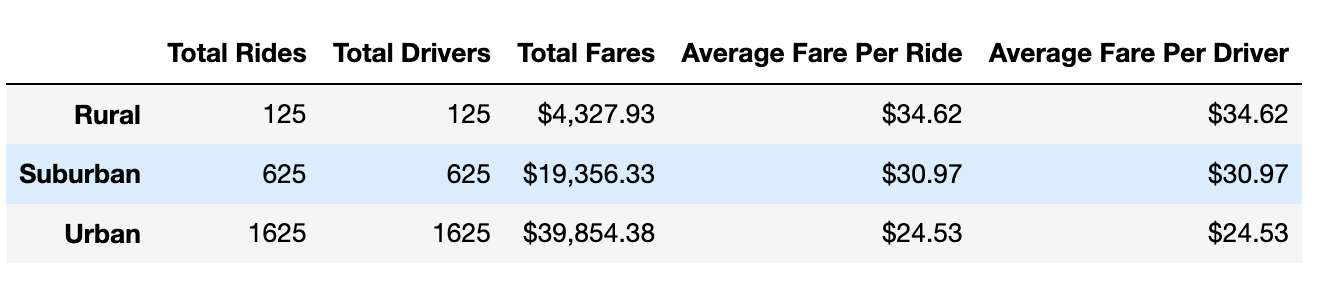 Total Rides Total Drivers Total Fares Average Fare Per Ride Average Fare Per Driver
Rural 125 125 $4,327.93 $34.62 $34.62
Suburban 625 625 $19,356.33 $30.97 $30.97
Urban 1625 1625 $39,854.38 $24.53 $24.53